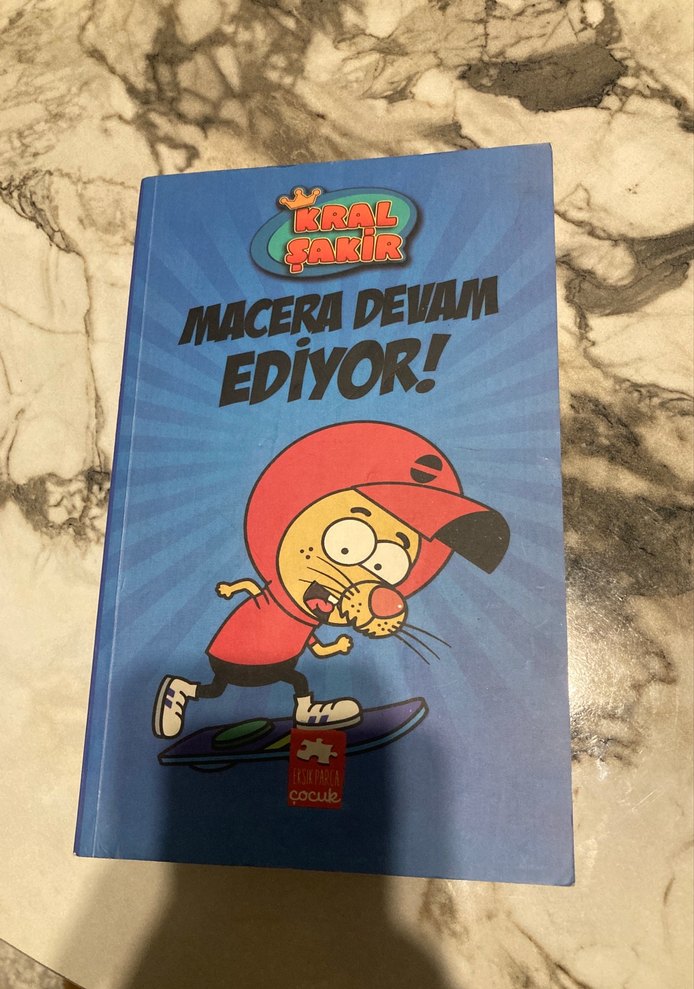 KRAL
ŞAKİR
MACERA DEVAM
EDİYOR!
EKSİK PARÇA
çocuk